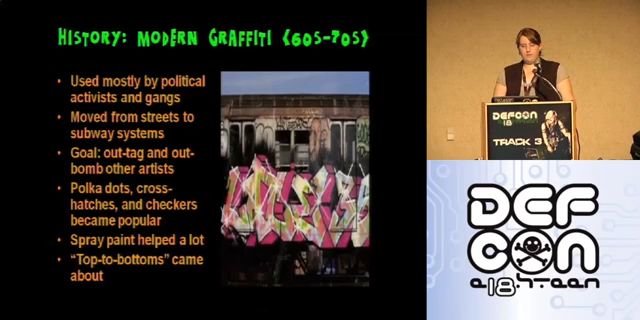 History: Modern Graffiti (60s-70s)
• Used mostly by political
activists and gangs
• Moved from streets to
subway systems
• Goal: out-tag and out-
bomb other artists
• Polka dots, cross-
hatches, and checkers
became popular
• Spray paint helped a lot
• “Top-to-bottoms” came
about
DEFCON
18
TRACK 3
DEF
CON
e18h.teen